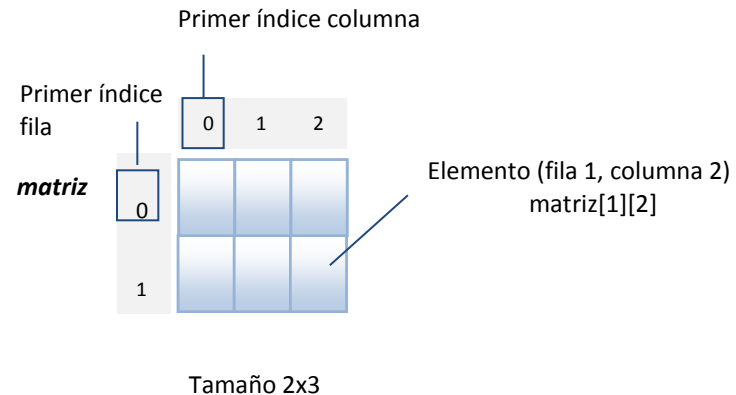 Primer índice columna
Primer índice
fila
0 1 2
matriz
0
Elemento (fila 1, columna 2)
matriz[1][2]
1
Tamaño 2x3